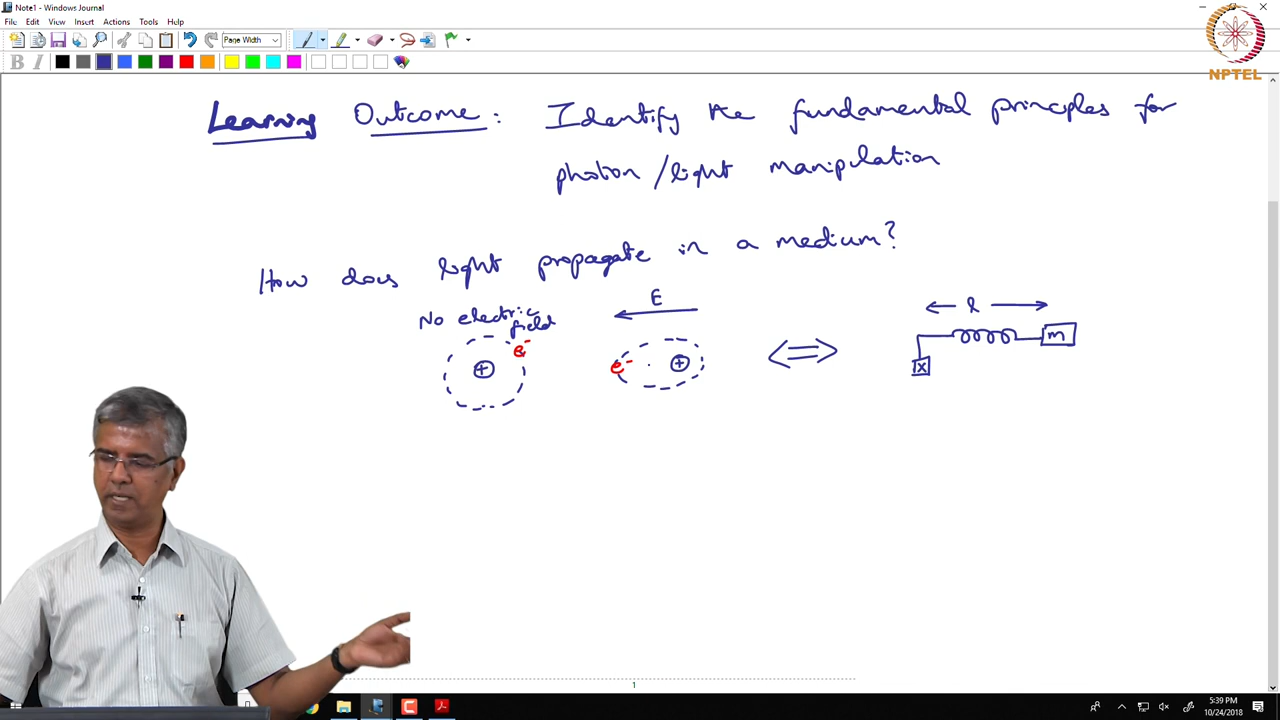 Note1 - Windows Journal
File Edit View Insert Actions Tools Help
Page Width
B I
NPTEL
Learning Outcome : Identify the fundamental principles for
photon/light manipulation
How does light propagate in a medium?
No electric
field
e-
+
E
e-
+
l
m
x
1
5:39 PM
10/24/2018